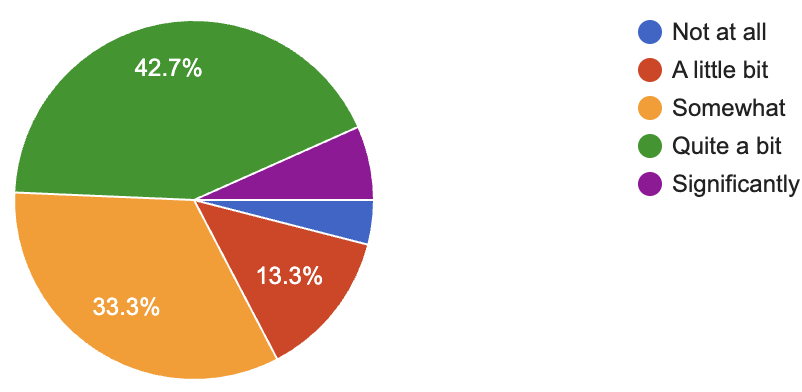 42.7%
33.3%
13.3%
Not at all
A little bit
Somewhat
Quite a bit
Significantly